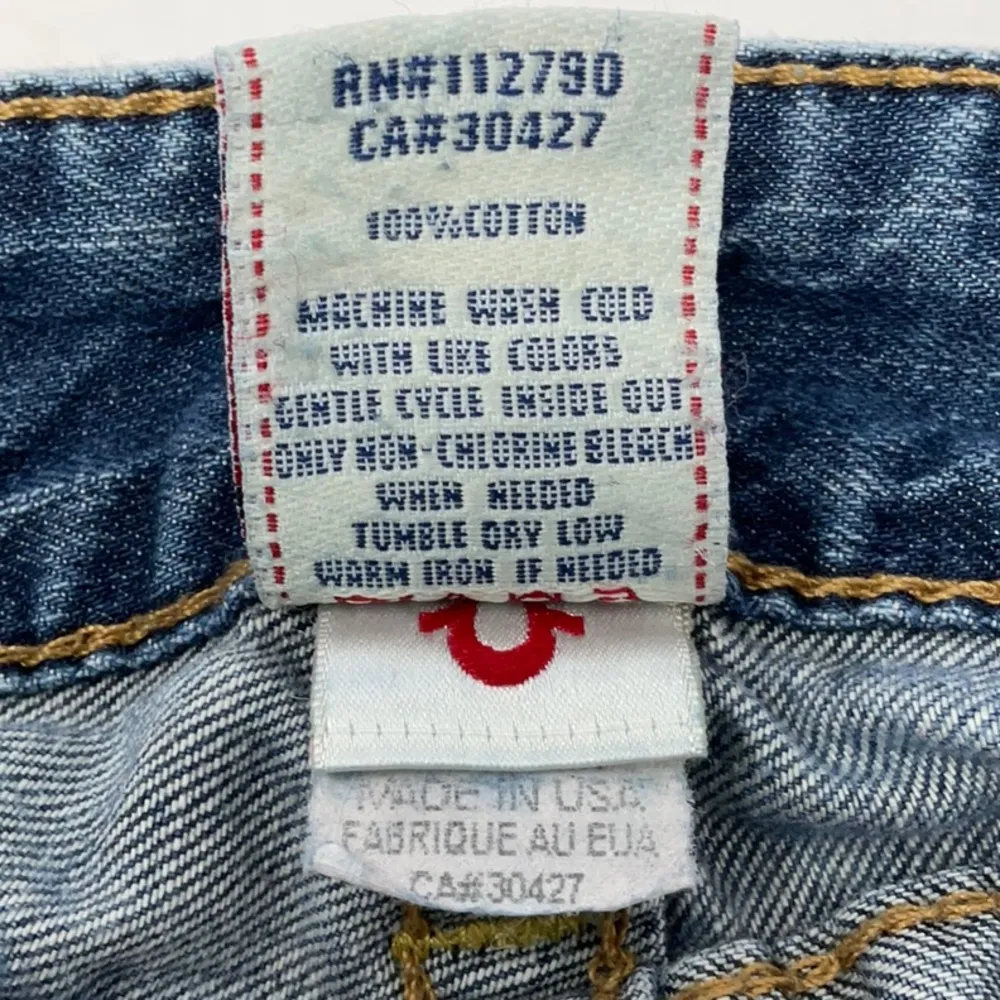 RN#112790
CA#30427
100%COTTON
MACHINE WASH COLD
WITH LIKE COLORS
GENTLE CYCLE INSIDE OUT
ONLY NON-CHLORINE BLEACH
WHEN NEEDED
TUMBLE DRY LOW
WARM IRON IF NEEDED
MADE IN USA
FABRIQUE AU EUA
CA#30427